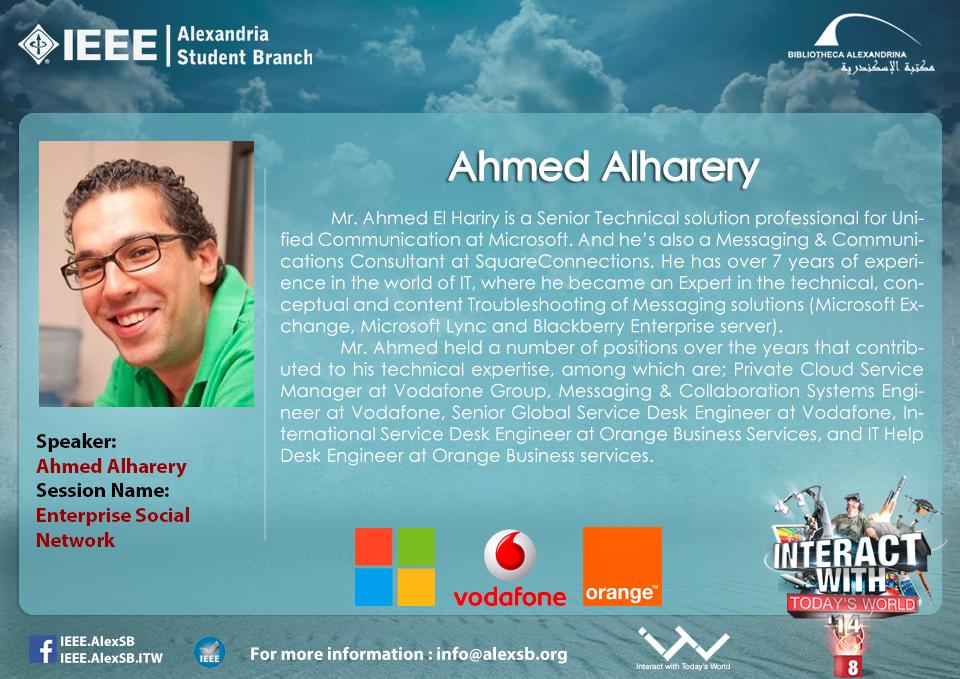 IEEE
Alexandria
Student Branch
BIBLIOTHECA ALEXANDRINA
مكتبة الإسكندرية
Ahmed Alharery
Mr. Ahmed El Hariry is a Senior Technical solution professional for Uni-
fied Communication at Microsoft. And he's also a Messaging & Communi-
cations Consultant at SquareConnections. He has over 7 years of experi-
ence in the world of IT, where he became an Expert in the technical, con-
ceptual and content Troubleshooting of Messaging solutions (Microsoft Ex-
change, Microsoft Lync and Blackberry Enterprise server).
Mr. Ahmed held a number of positions over the years that contrib-
uted to his technical expertise, among which are; Private Cloud Service
Manager at Vodafone Group, Messaging & Collaboration Systems Engi-
neer at Vodafone, Senior Global Service Desk Engineer at Vodafone, In-
ternational Service Desk Engineer at Orange Business Services, and IT Help
Desk Engineer at Orange Business services.
Speaker:
Ahmed Alharery
Session Name:
Enterprise Social
Network
vodafone
orange™
INTERACT
WITH
TODAY'S WORLD
'14
8
IEEE.AlexSB
IEEE.AlexSB.ITW
IEEE
For more information : info@alexsb.org
Interact with Today's World